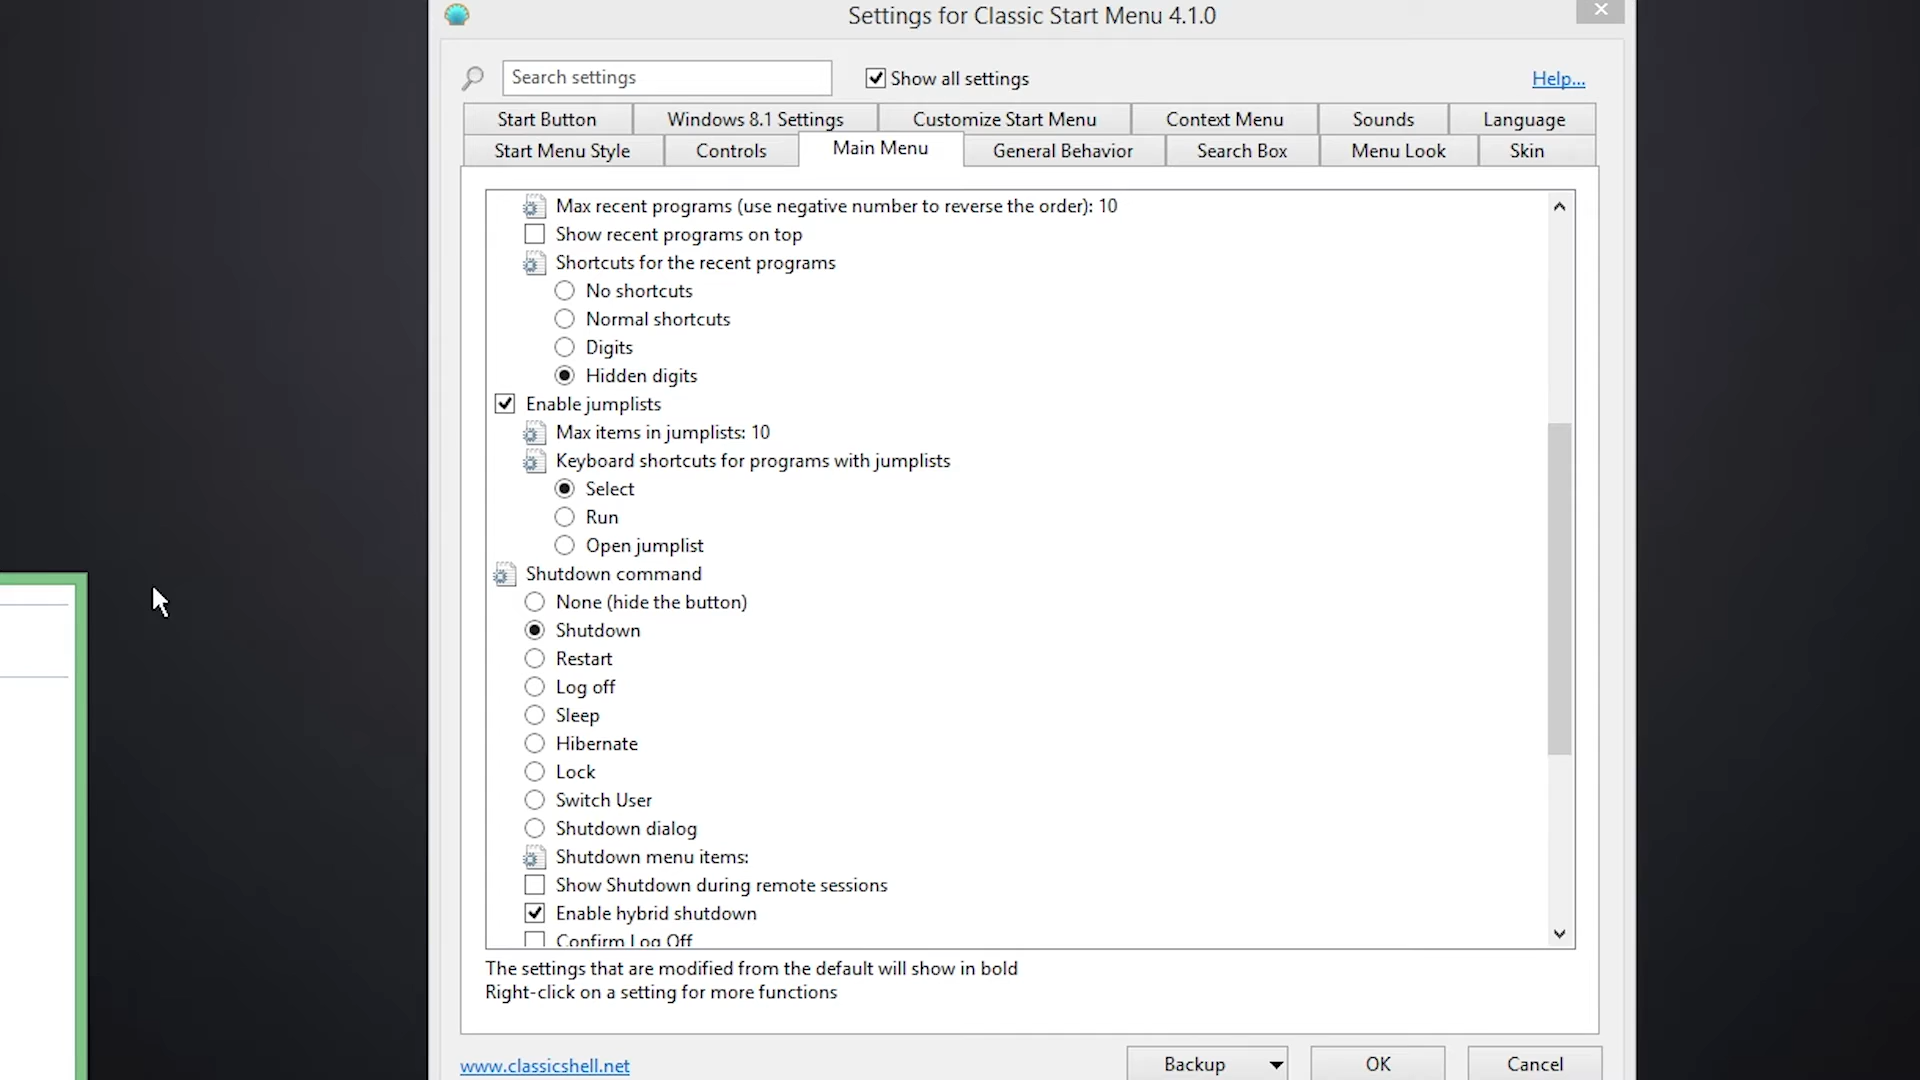 Settings for Classic Start Menu 4.1.0
Search settings
Show all settings
Help...
Start Button
Windows 8.1 Settings
Customize Start Menu
Context Menu
Sounds
Language
Start Menu Style
Controls
Main Menu
General Behavior
Search Box
Menu Look
Skin
Max recent programs (use negative number to reverse the order): 10
Show recent programs on top
Shortcuts for the recent programs
No shortcuts
Normal shortcuts
Digits
Hidden digits
Enable jumplists
Max items in jumplists: 10
Keyboard shortcuts for programs with jumplists
Select
Run
Open jumplist
Shutdown command
None (hide the button)
Shutdown
Restart
Log off
Sleep
Hibernate
Lock
Switch User
Shutdown dialog
Shutdown menu items:
Show Shutdown during remote sessions
Enable hybrid shutdown
Confirm Log Off
The settings that are modified from the default will show in bold
Right-click on a setting for more functions
www.classicshell.net
Backup
OK
Cancel